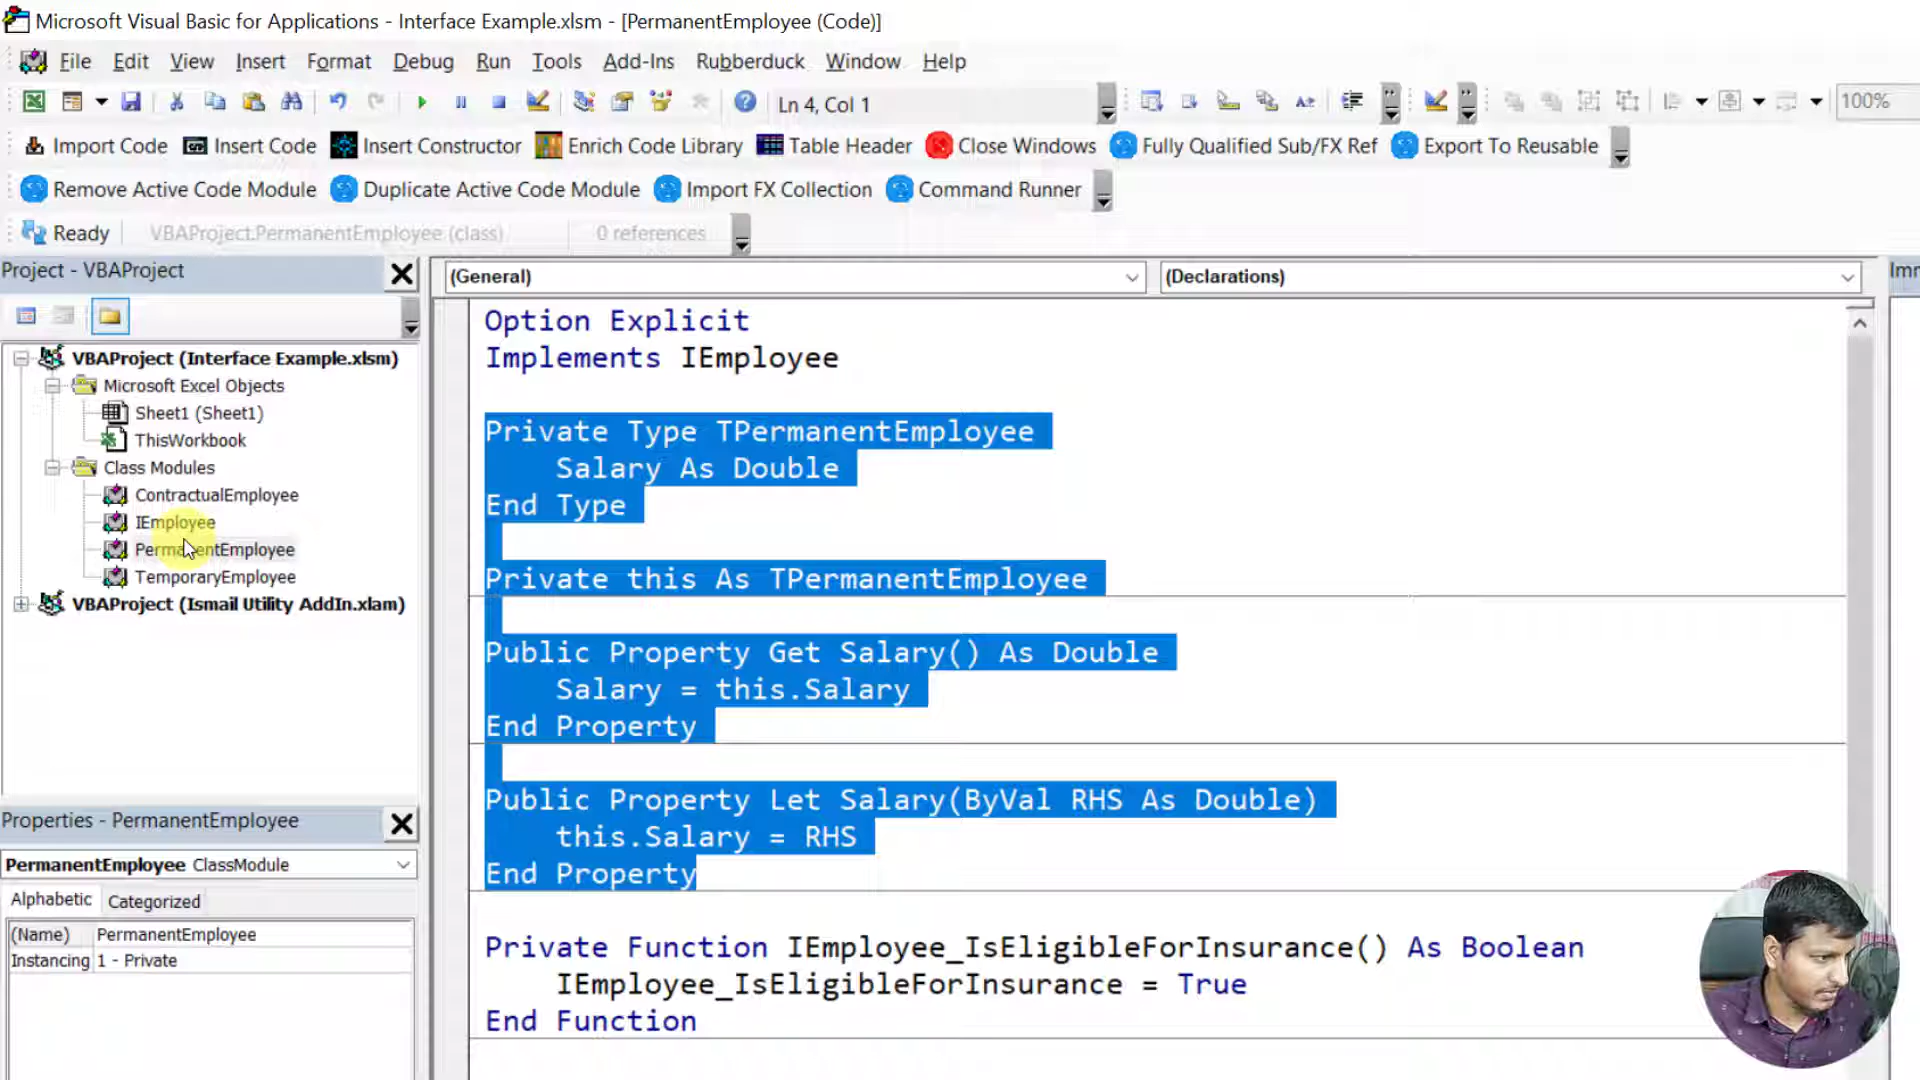 Microsoft Visual Basic for Applications - Interface Example.xlsm - [PermanentEmployee (Code)]
File Edit View Insert Format Debug Run Tools Add-Ins Rubberduck Window Help
Ln 4, Col 1
100%
Import Code Insert Code Insert Constructor Enrich Code Library Table Header Close Windows Fully Qualified Sub/FX Ref Export To Reusable
Remove Active Code Module Duplicate Active Code Module Import FX Collection Command Runner
Ready VBAProject.PermanentEmployee (class) 0 references
Project - VBAProject
VBAProject (Interface Example.xlsm)
Microsoft Excel Objects
Sheet1 (Sheet1)
ThisWorkbook
Class Modules
ContractualEmployee
IEmployee
PermanentEmployee
TemporaryEmployee
VBAProject (Ismail Utility AddIn.xlam)
Properties - PermanentEmployee
PermanentEmployee ClassModule
Alphabetic Categorized
(Name) PermanentEmployee
Instancing 1 - Private
(General) (Declarations)
Option Explicit
Implements IEmployee
Private Type TPermanentEmployee
Salary As Double
End Type
Private this As TPermanentEmployee
Public Property Get Salary() As Double
Salary = this.Salary
End Property
Public Property Let Salary(ByVal RHS As Double)
this.Salary = RHS
End Property
Private Function IEmployee_IsEligibleForInsurance() As Boolean
IEmployee_IsEligibleForInsurance = True
End Function